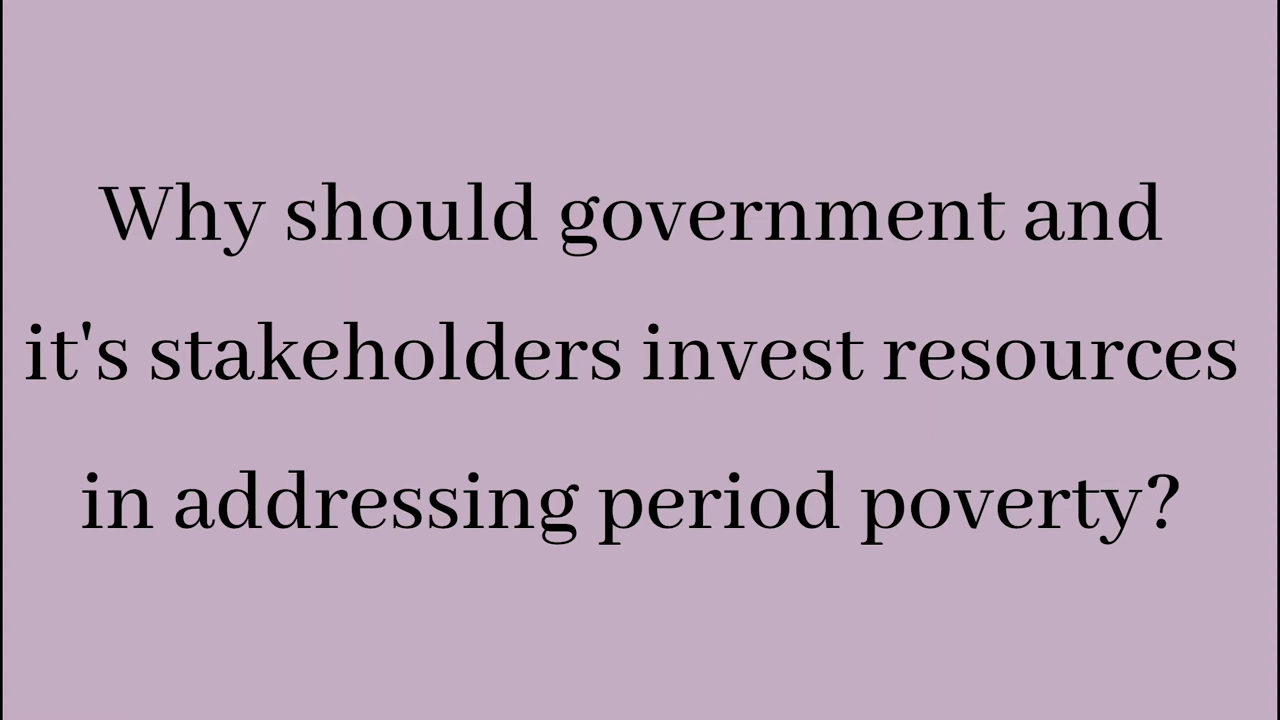 Why should government and
it's stakeholders invest resources
in addressing period poverty?